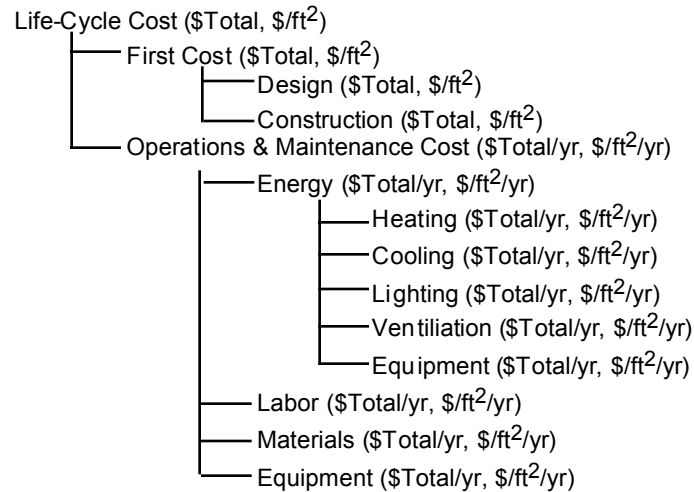 Life-Cycle Cost ($Total, $/ft2)
First Cost ($Total, $/ft2)
Design ($Total, $/ft2)
Construction ($Total, $/ft2)
Operations & Maintenance Cost ($Total/yr, $/ft2/yr)
Energy ($Total/yr, $/ft2/yr)
Heating ($Total/yr, $/ft2/yr)
Cooling ($Total/yr, $/ft2/yr)
Lighting ($Total/yr, $/ft2/yr)
Ventiliation ($Total/yr, $/ft2/yr)
Equipment ($Total/yr, $/ft2/yr)
Labor ($Total/yr, $/ft2/yr)
Materials ($Total/yr, $/ft2/yr)
Equipment ($Total/yr, $/ft2/yr)